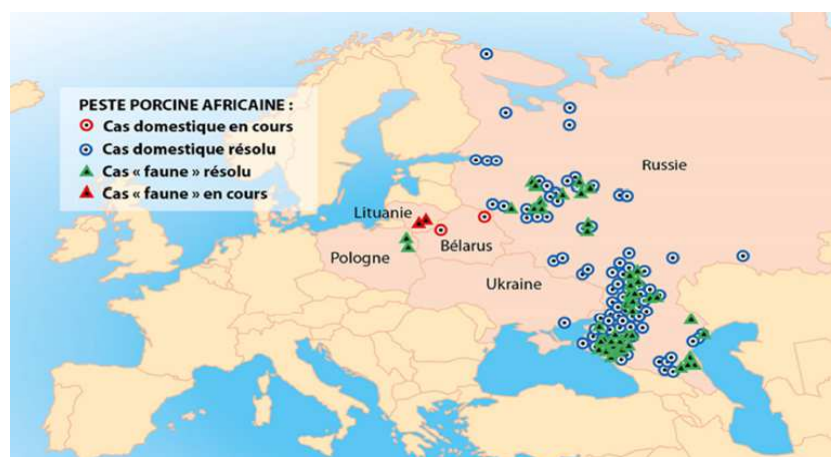 PESTE PORCINE AFRICAINE :
Cas domestique en cours
Cas domestique résolu
Cas « faune » résolu
Cas « faune » en cours
Russie
Lituanie
Bélarus
Pologne
Ukraine